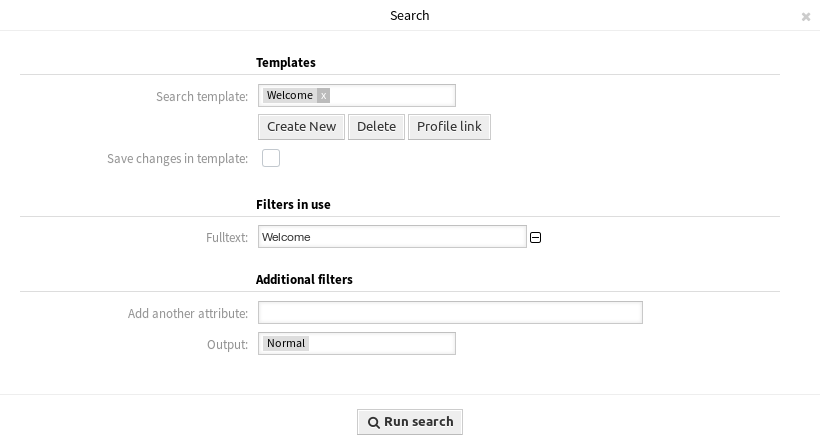 Search
Templates
Search template: Welcome x
Create New Delete Profile link
Save changes in template:
Filters in use
Fulltext: Welcome
Additional filters
Add another attribute:
Output: Normal
Run search